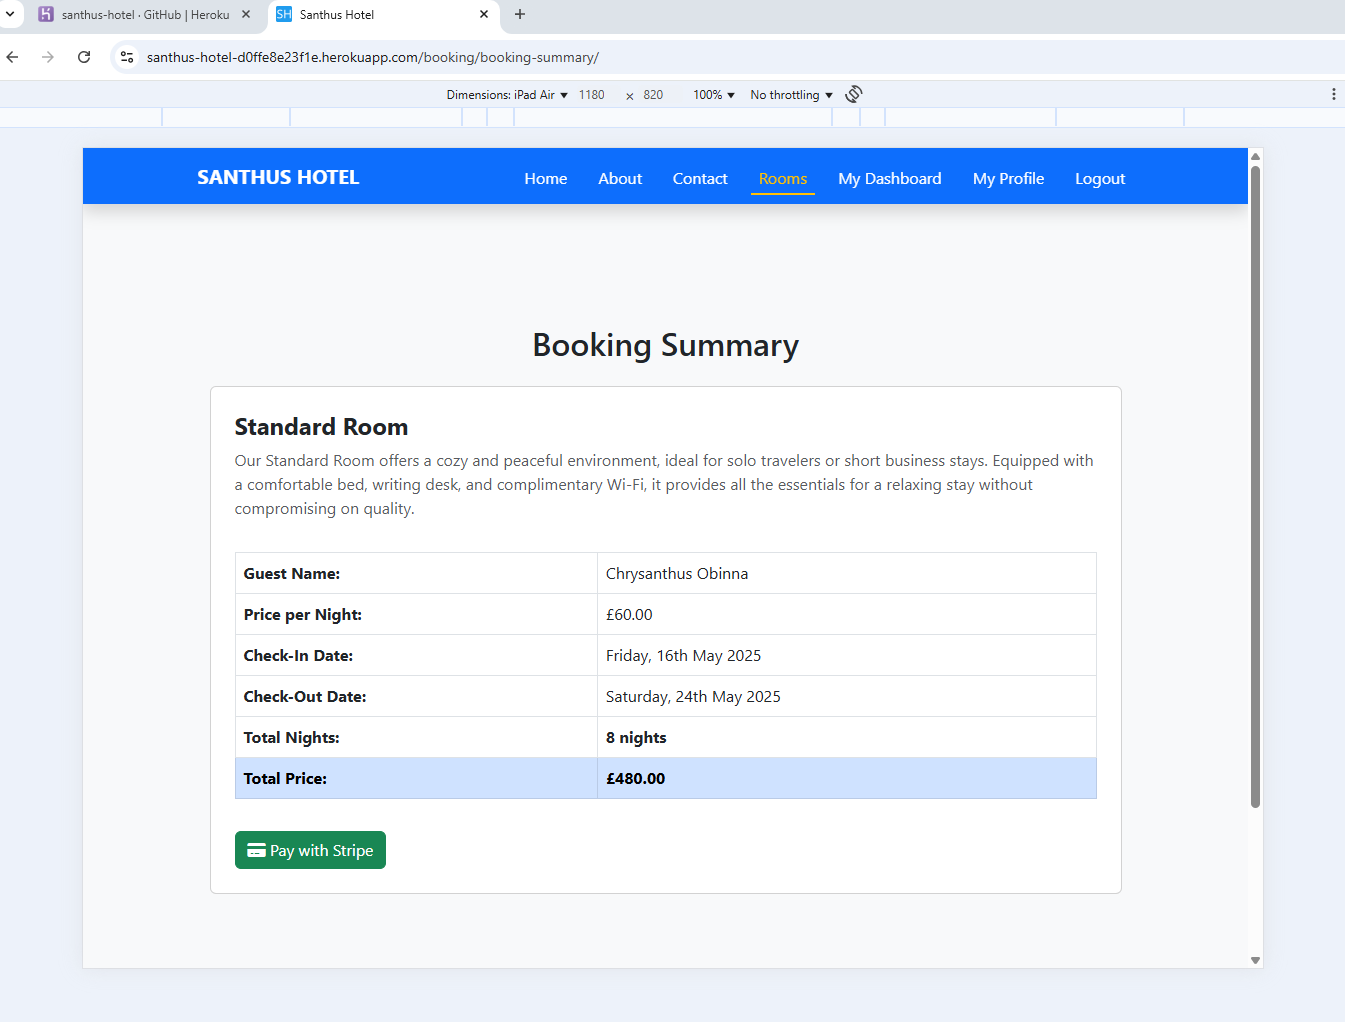 santhus-hotel · GitHub | Heroku
SH Santhus Hotel
santhus-hotel-d0ffe8e23f1e.herokuapp.com/booking/booking-summary/
Dimensions: iPad Air 1180 x 820 100% No throttling
SANTHUS HOTEL Home About Contact Rooms My Dashboard My Profile Logout
Booking Summary
Standard Room
Our Standard Room offers a cozy and peaceful environment, ideal for solo travelers or short business stays. Equipped with
a comfortable bed, writing desk, and complimentary Wi-Fi, it provides all the essentials for a relaxing stay without
compromising on quality.
Guest Name: Chrysanthus Obinna
Price per Night: £60.00
Check-In Date: Friday, 16th May 2025
Check-Out Date: Saturday, 24th May 2025
Total Nights: 8 nights
Total Price: £480.00
Pay with Stripe